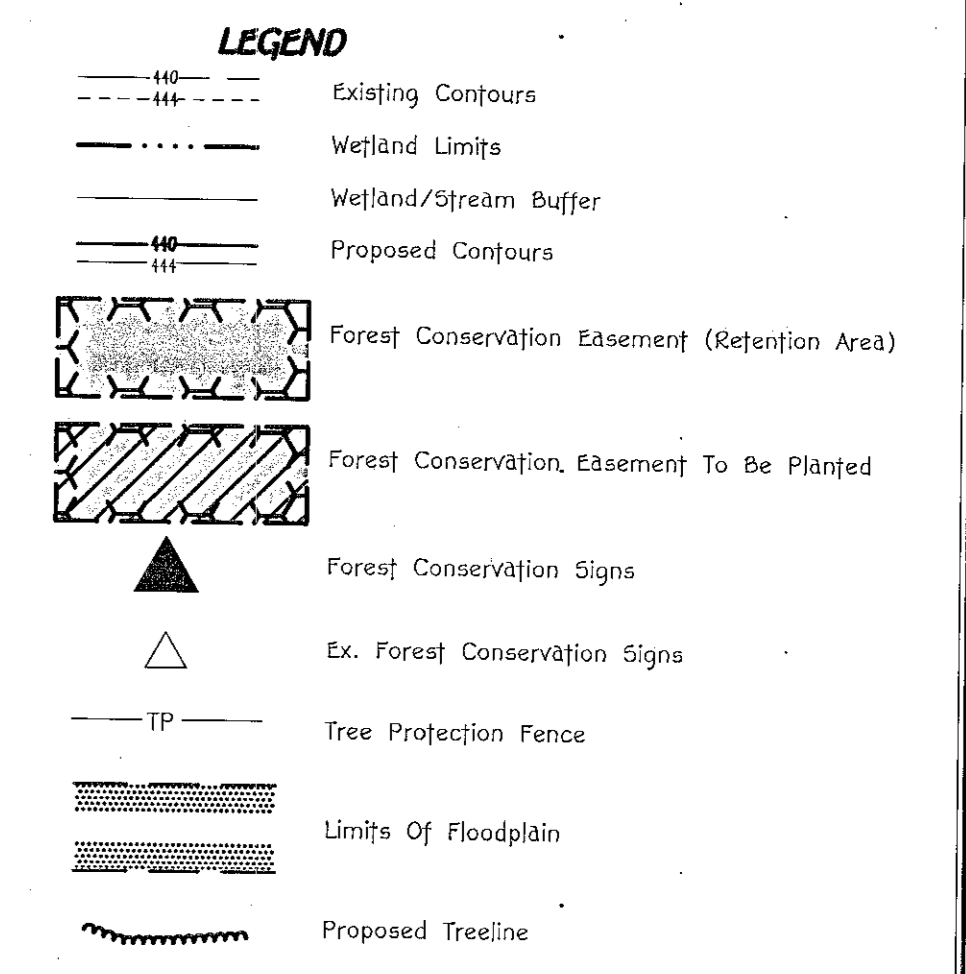 LEGEND
440
444
Existing Contours
Wetland Limits
Wetland/Stream Buffer
440
444
Proposed Contours
Forest Conservation Easement (Retention Area)
Forest Conservation. Easement To Be Planted
Forest Conservation Signs
Ex. Forest Conservation Signs
TP
Tree Protection Fence
Limits Of Floodplain
Proposed Treeline